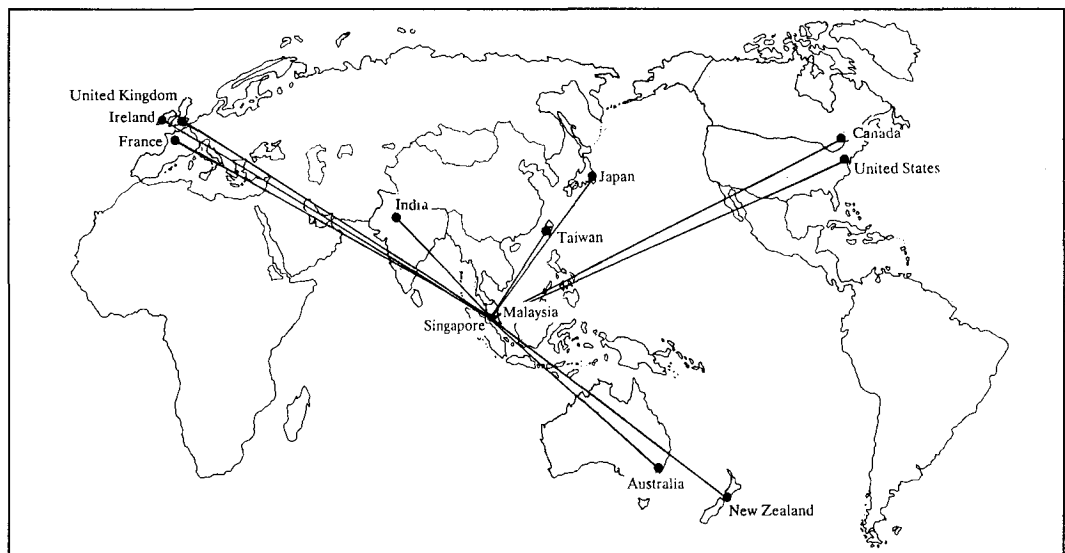 United Kingdom
Ireland
France
India
Japan
Taiwan
Canada
United States
Malaysia
Singapore
Australia
New Zealand